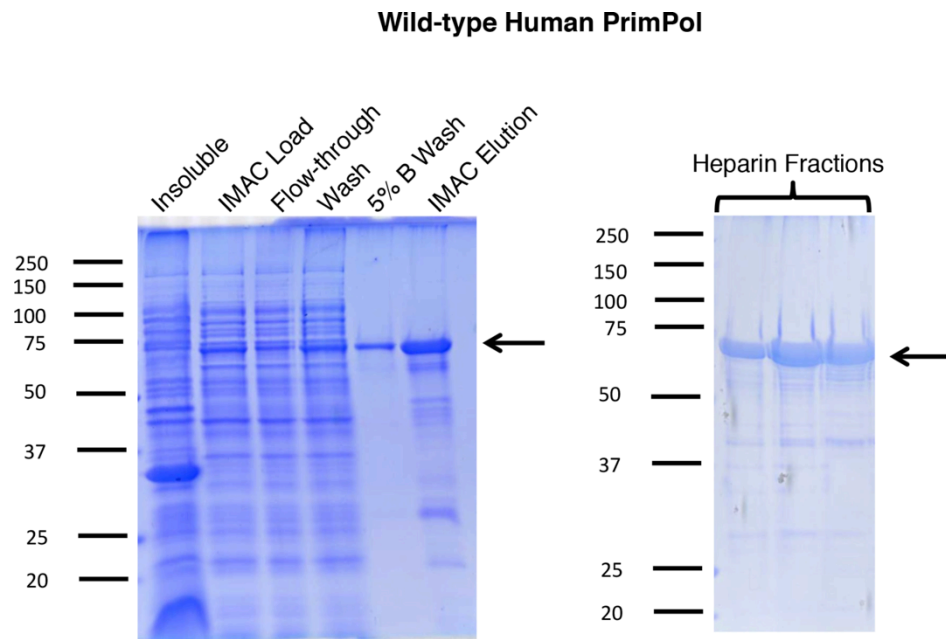 Wild-type Human PrimPol
Insoluble
IMAC Load
Flow-through
Wash
5% B Wash
IMAC Elution
250
150
100
75
50
37
25
20
Heparin Fractions
250
150
100
75
50
37
25
20